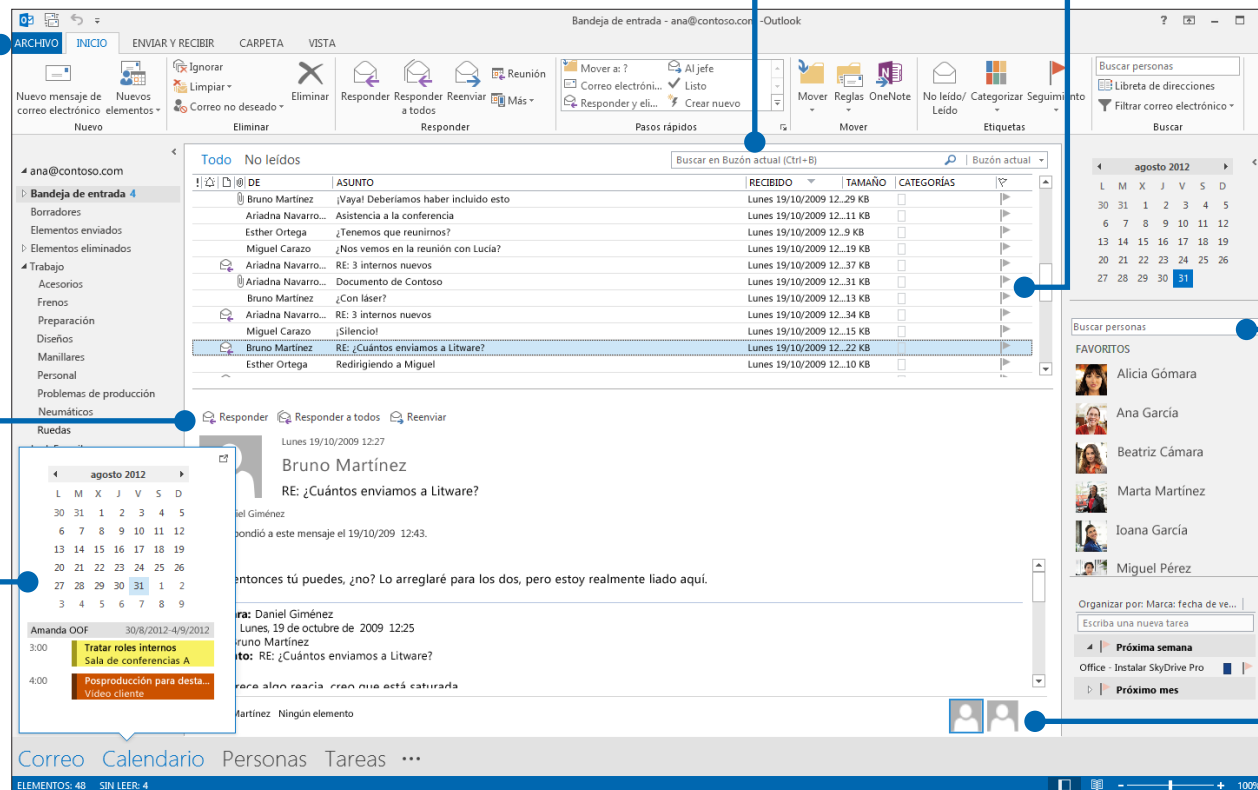 Bandeja de entrada - ana@contoso.com -Outlook
ARCHIVO INICIO ENVIAR Y RECIBIR CARPETA VISTA
Nuevo mensaje de correo electrónico
Nuevos elementos
Nuevo
Ignorar
Limpiar
Correo no deseado
Eliminar
Eliminar
Responder
Responder a todos
Reenviar
Reunión
Más
Responder
Mover a: ?
Correo electróni...
Responder y eli...
Al jefe
Listo
Crear nuevo
Pasos rápidos
Mover
Reglas
OneNote
Mover
No leído/ Leído
Categorizar
Seguimiento
Etiquetas
Buscar personas
Libreta de direcciones
Filtrar correo electrónico
Buscar
ana@contoso.com
Bandeja de entrada 4
Borradores
Elementos enviados
Elementos eliminados
Trabajo
Acesorios
Frenos
Preparación
Diseños
Manillares
Personal
Problemas de producción
Neumáticos
Ruedas
Todo No leídos
Buscar en Buzón actual (Ctrl+B) Buzón actual
DE ASUNTO RECIBIDO TAMAÑO CATEGORÍAS
Bruno Martínez ¡Vaya! Deberíamos haber incluido esto Lunes 19/10/2009 12...29 KB
Ariadna Navarro... Asistencia a la conferencia Lunes 19/10/2009 12...11 KB
Esther Ortega ¿Tenemos que reunirnos? Lunes 19/10/2009 12...9 KB
Miguel Carazo ¿Nos vemos en la reunión con Lucía? Lunes 19/10/2009 12...19 KB
Ariadna Navarro... RE: 3 internos nuevos Lunes 19/10/2009 12...37 KB
Ariadna Navarro... Documento de Contoso Lunes 19/10/2009 12...31 KB
Bruno Martínez ¿Con láser? Lunes 19/10/2009 12...13 KB
Ariadna Navarro... RE: 3 internos nuevos Lunes 19/10/2009 12...34 KB
Miguel Carazo ¡Silencio! Lunes 19/10/2009 12...15 KB
Bruno Martínez RE: ¿Cuántos enviamos a Litware? Lunes 19/10/2009 12...22 KB
Esther Ortega Redirigiendo a Miguel Lunes 19/10/2009 12...10 KB
Responder Responder a todos Reenviar
Lunes 19/10/2009 12:27
Bruno Martínez
RE: ¿Cuántos enviamos a Litware?
iel Giménez
pondió a este mensaje el 19/10/209 12:43.
entonces tú puedes, ¿no? Lo arreglaré para los dos, pero estoy realmente liado aquí.
ra: Daniel Giménez
Lunes, 19 de octubre de 2009 12:25
runo Martínez
to: RE: ¿Cuántos enviamos a Litware?
rece algo reacia, creo que está saturada
Martínez Ningún elemento
agosto 2012
L M X J V S D
30 31 1 2 3 4 5
6 7 8 9 10 11 12
13 14 15 16 17 18 19
20 21 22 23 24 25 26
27 28 29 30 31 1 2
3 4 5 6 7 8 9
Amanda OOF 30/8/2012-4/9/2012
3:00 Tratar roles internos
Sala de conferencias A
4:00 Posproducción para desta...
Vídeo cliente
agosto 2012
L M X J V S D
30 31 1 2 3 4 5
6 7 8 9 10 11 12
13 14 15 16 17 18 19
20 21 22 23 24 25 26
27 28 29 30 31
Buscar personas
FAVORITOS
Alicia Gómara
Ana García
Beatriz Cámara
Marta Martínez
Ioana García
Miguel Pérez
Organizar por: Marca: fecha de ve...
Escriba una nueva tarea
Próxima semana
Office - Instalar SkyDrive Pro
Próximo mes
Correo Calendario Personas Tareas ...
ELEMENTOS: 48 SIN LEER: 4
100%